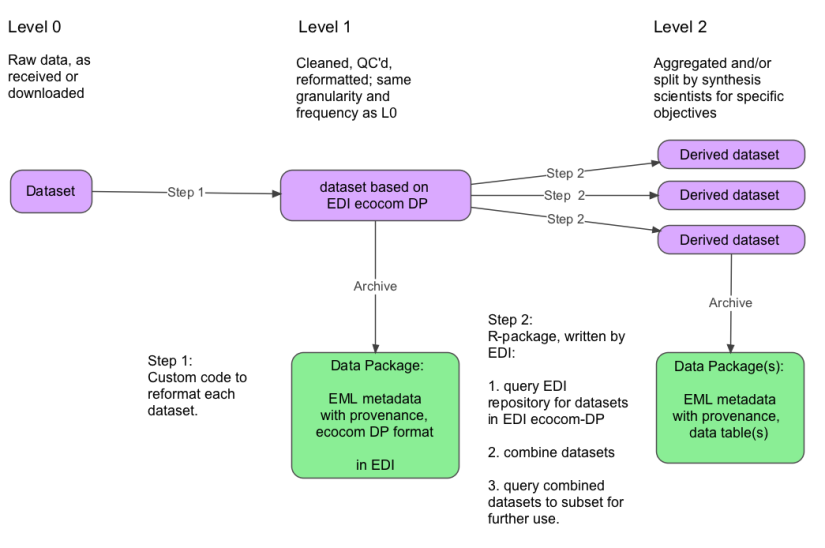 Level 0
Raw data, as
received or
downloaded
Level 1
Cleaned, QC'd,
reformatted; same
granularity and
frequency as L0
Level 2
Aggregated and/or
split by synthesis
scientists for specific
objectives
Dataset
Step 1
dataset based on
EDI ecocom DP
Step 2
Step 2
Step 2
Derived dataset
Derived dataset
Derived dataset
Archive
Archive
Step 1:
Custom code to
reformat each
dataset.
Data Package:
EML metadata
with provenance,
ecocom DP format
in EDI
Step 2:
R-package, written by
EDI:
1. query EDI
repository for datasets
in EDI ecocom-DP
2. combine datasets
3. query combined
datasets to subset for
further use.
Data Package(s):
EML metadata
with provenance,
data table(s)